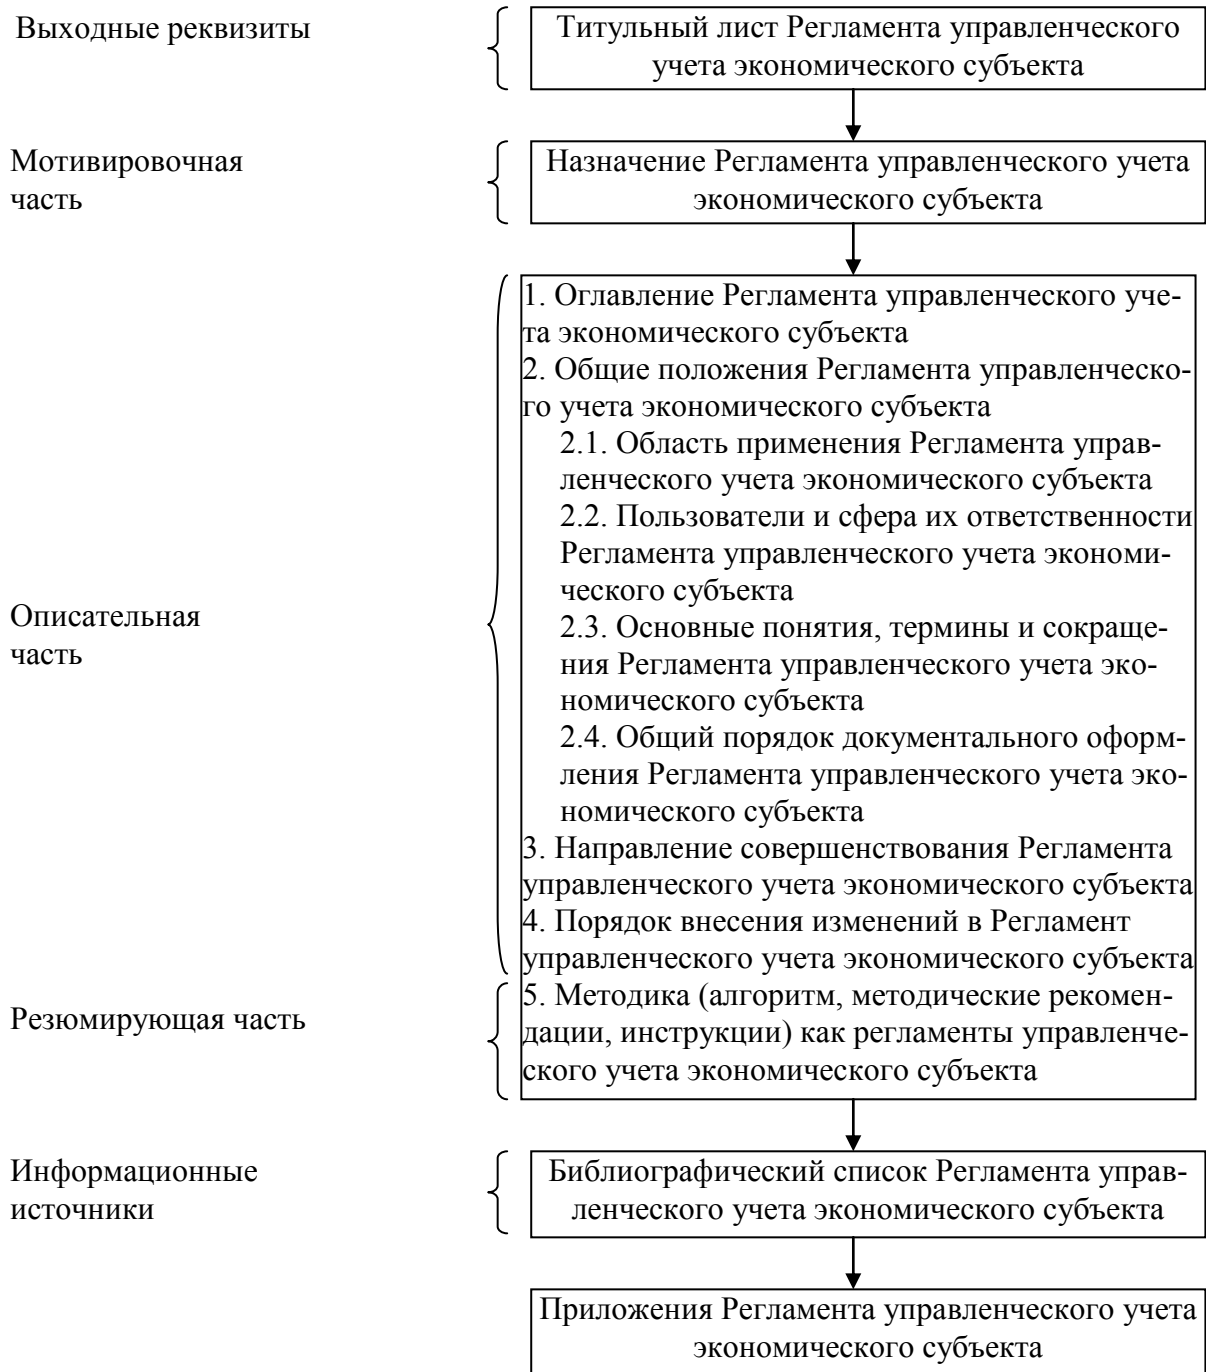 Выходные реквизиты
Титульный лист Регламента управленческого
учета экономического субъекта
Мотивировочная
часть
Назначение Регламента управленческого учета
экономического субъекта
Описательная
часть
1. Оглавление Регламента управленческого уче-
та экономического субъекта
2. Общие положения Регламента управленческо-
го учета экономического субъекта
2.1. Область применения Регламента управ-
ленческого учета экономического субъекта
2.2. Пользователи и сфера их ответственности
Регламента управленческого учета экономи-
ческого субъекта
2.3. Основные понятия, термины и сокраще-
ния Регламента управленческого учета эко-
номического субъекта
2.4. Общий порядок документального оформ-
ления Регламента управленческого учета эко-
номического субъекта
3. Направление совершенствования Регламента
управленческого учета экономического субъекта
4. Порядок внесения изменений в Регламент
управленческого учета экономического субъекта
Резюмирующая часть
5. Методика (алгоритм, методические рекомен-
дации, инструкции) как регламенты управленче-
ского учета экономического субъекта
Информационные
источники
Библиографический список Регламента управ-
ленческого учета экономического субъекта
Приложения Регламента управленческого учета
экономического субъекта